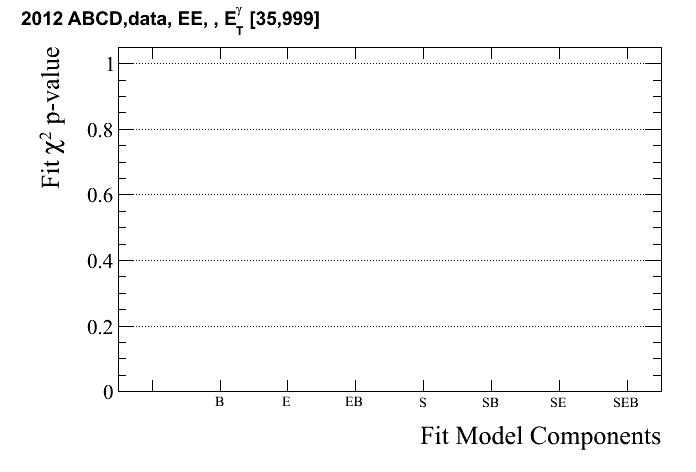 2012 ABCD,data, EE, , E_T^γ [35,999]
Fit χ² p-value
1
0.8
0.6
0.4
0.2
0
B E EB S SB SE SEB
Fit Model Components